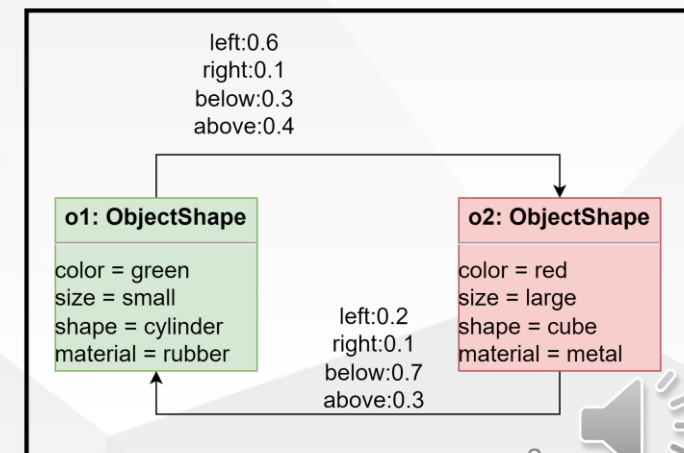 left:0.6
right:0.1
below:0.3
above:0.4
o1: ObjectShape
color = green
size = small
shape = cylinder
material = rubber
o2: ObjectShape
color = red
size = large
shape = cube
material = metal
left:0.2
right:0.1
below:0.7
above:0.3